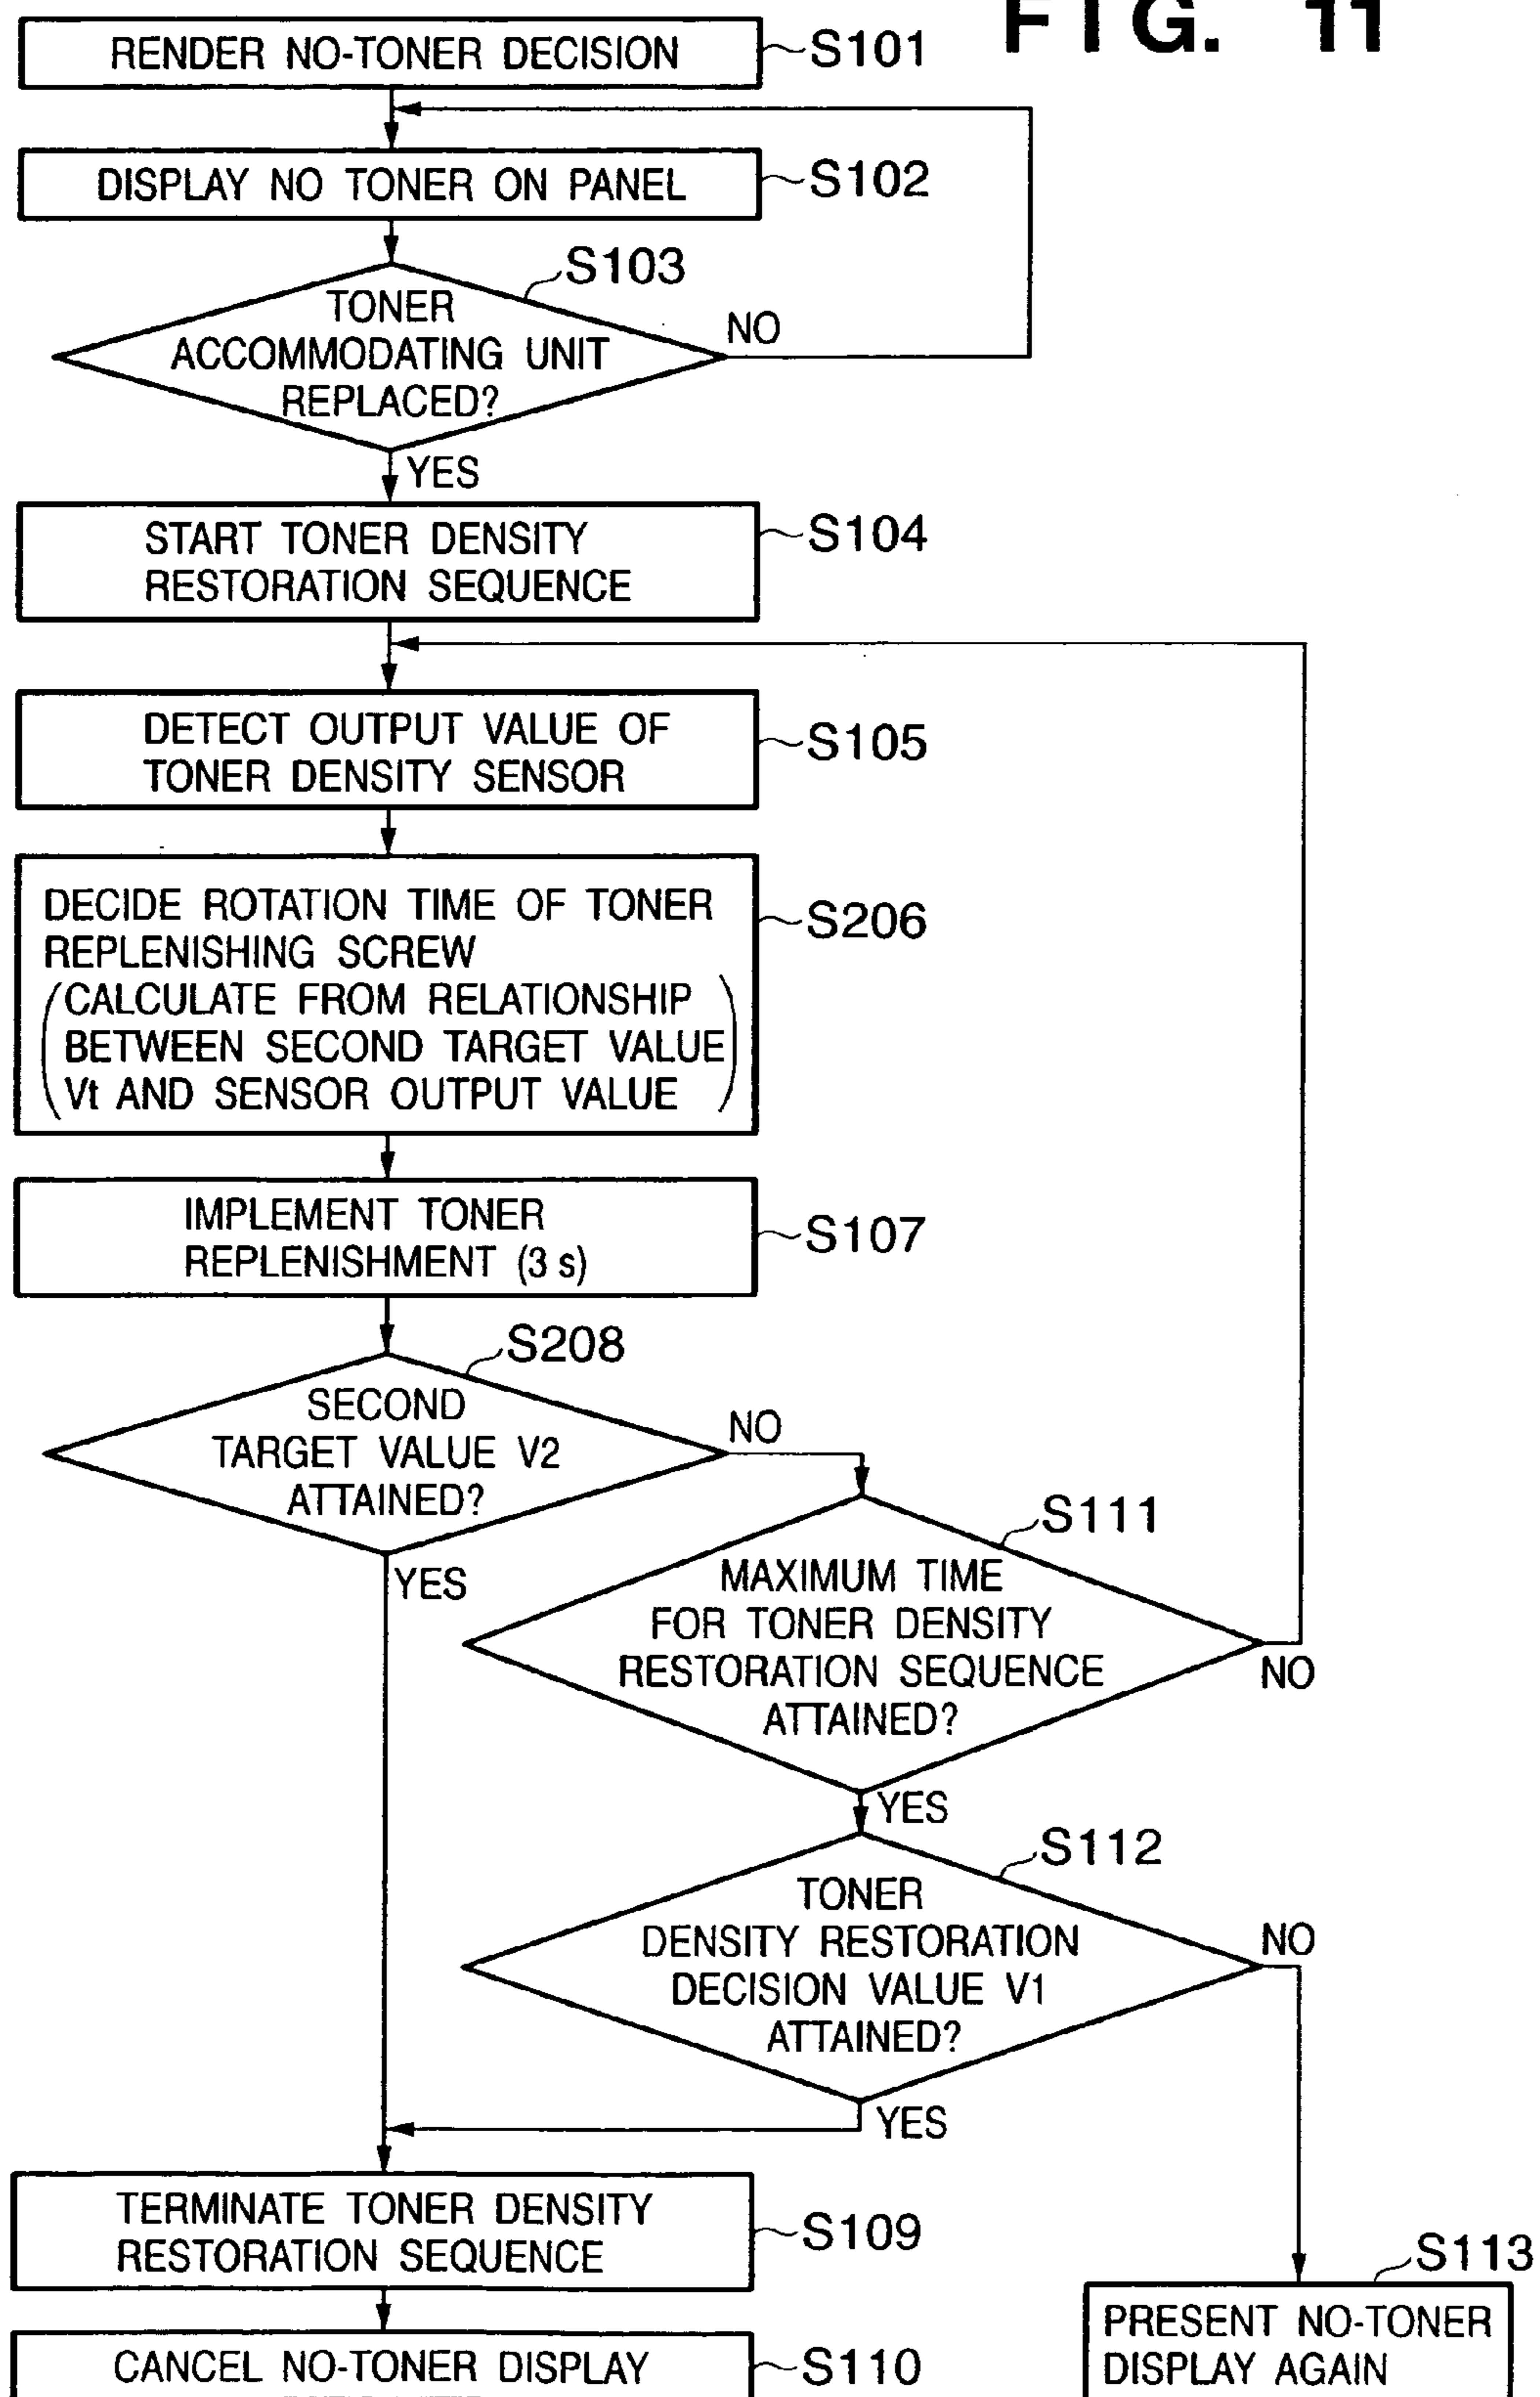 FIG. 11
RENDER NO-TONER DECISION
S101
DISPLAY NO TONER ON PANEL
S102
S103
TONER
ACCOMMODATING UNIT
REPLACED?
NO
YES
START TONER DENSITY
RESTORATION SEQUENCE
S104
DETECT OUTPUT VALUE OF
TONER DENSITY SENSOR
S105
DECIDE ROTATION TIME OF TONER
REPLENISHING SCREW
(CALCULATE FROM RELATIONSHIP
BETWEEN SECOND TARGET VALUE
Vt AND SENSOR OUTPUT VALUE)
S206
IMPLEMENT TONER
REPLENISHMENT (3 s)
S107
S208
SECOND
TARGET VALUE V2
ATTAINED?
NO
YES
S111
MAXIMUM TIME
FOR TONER DENSITY
RESTORATION SEQUENCE
ATTAINED?
NO
YES
S112
TONER
DENSITY RESTORATION
DECISION VALUE V1
ATTAINED?
NO
YES
TERMINATE TONER DENSITY
RESTORATION SEQUENCE
S109
S113
PRESENT NO-TONER
DISPLAY AGAIN
CANCEL NO-TONER DISPLAY
S110